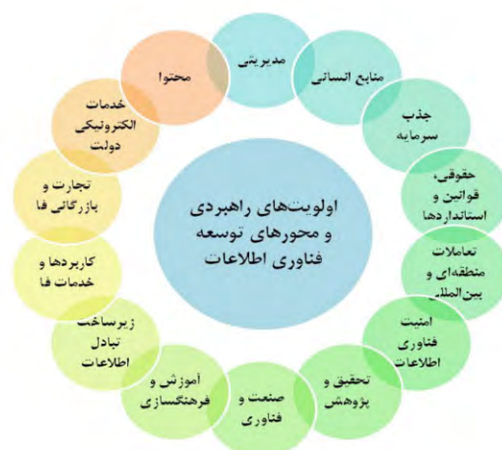 مدیریتی
منابع انسانی
جذب
سرمایه
حقوقی،
قوانین و
استانداردها
تعاملات
منطقه‌ای و
بین‌المللی
امنیت
فناوری
اطلاعات
تحقیق و
پژوهش
صنعت و
فناوری
آموزش و
فرهنگسازی
زیرساخت
تبادل
اطلاعات
کاربردها و
خدمات فا
تجارت و
بازرگانی فا
خدمات
الکترونیکی
دولت
محتوا
اولویت‌های راهبردی
و محورهای توسعه
فناوری اطلاعات